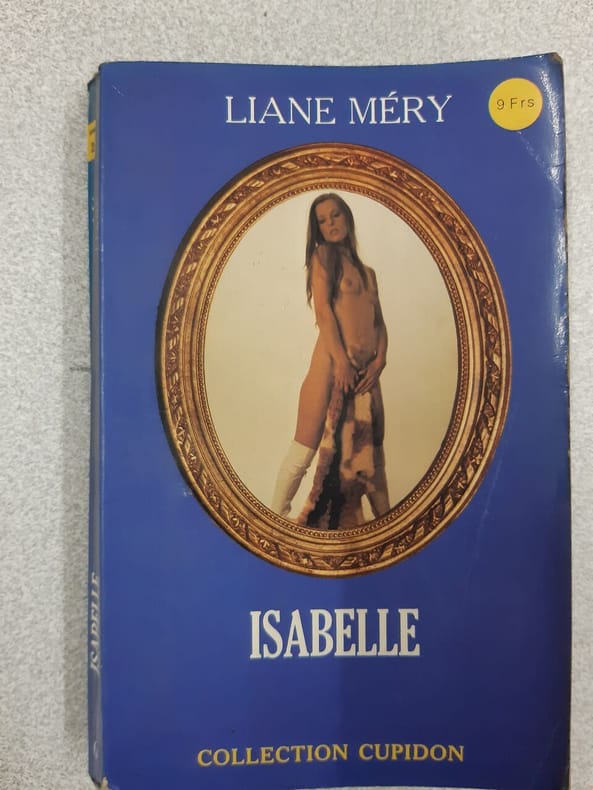 LIANE MÉRY
9 Frs
ISABELLE
COLLECTION CUPIDON
ISABELLE